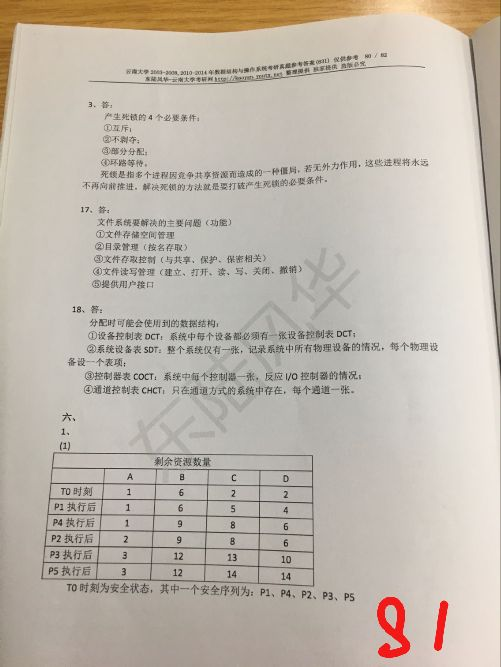 云南大学 2003-2008,2010-2014 年数据结构与操作系统考研真题参考答案(831) 仅供参考 80 / 82
东陆风华-云南大学考研网 http://kaoyan.ynutx.net 整理提供 独家提供 盗版必究
3、答:
产生死锁的 4 个必要条件:
①互斥;
②不剥夺;
③部分分配;
④环路等待。
死锁是指多个进程因竞争共享资源而造成的一种僵局,若无外力作用,这些进程将永远
不再向前推进。解决死锁的方法就是要打破产生死锁的必要条件。
17、答:
文件系统要解决的主要问题(功能)
①文件存储空间管理
②目录管理(按名存取)
③文件存取控制(与共享、保护、保密相关)
④文件读写管理(建立、打开、读、写、关闭、撤销)
⑤提供用户接口
18、答:
分配时可能会使用到的数据结构:
①设备控制表 DCT:系统中每个设备都必须有一张设备控制表 DCT;
②系统设备表 SDT:整个系统仅有一张,记录系统中所有物理设备的情况,每个物理设
备设一个表项;
③控制器表 COCT:系统中每个控制器一张,反应 I/O 控制器的情况;
④通道控制表 CHCT:只在通道方式的系统中存在,每个通道一张。
六、
1、
(1)
剩余资源数量
A B C D
T0 时刻 1 6 2 2
P1 执行后 1 6 5 4
P4 执行后 1 9 8 6
P2 执行后 2 9 8 6
P3 执行后 3 12 13 10
P5 执行后 3 12 14 14
T0 时刻为安全状态,其中一个安全序列为:P1、P4、P2、P3、P5
东陆风华
81